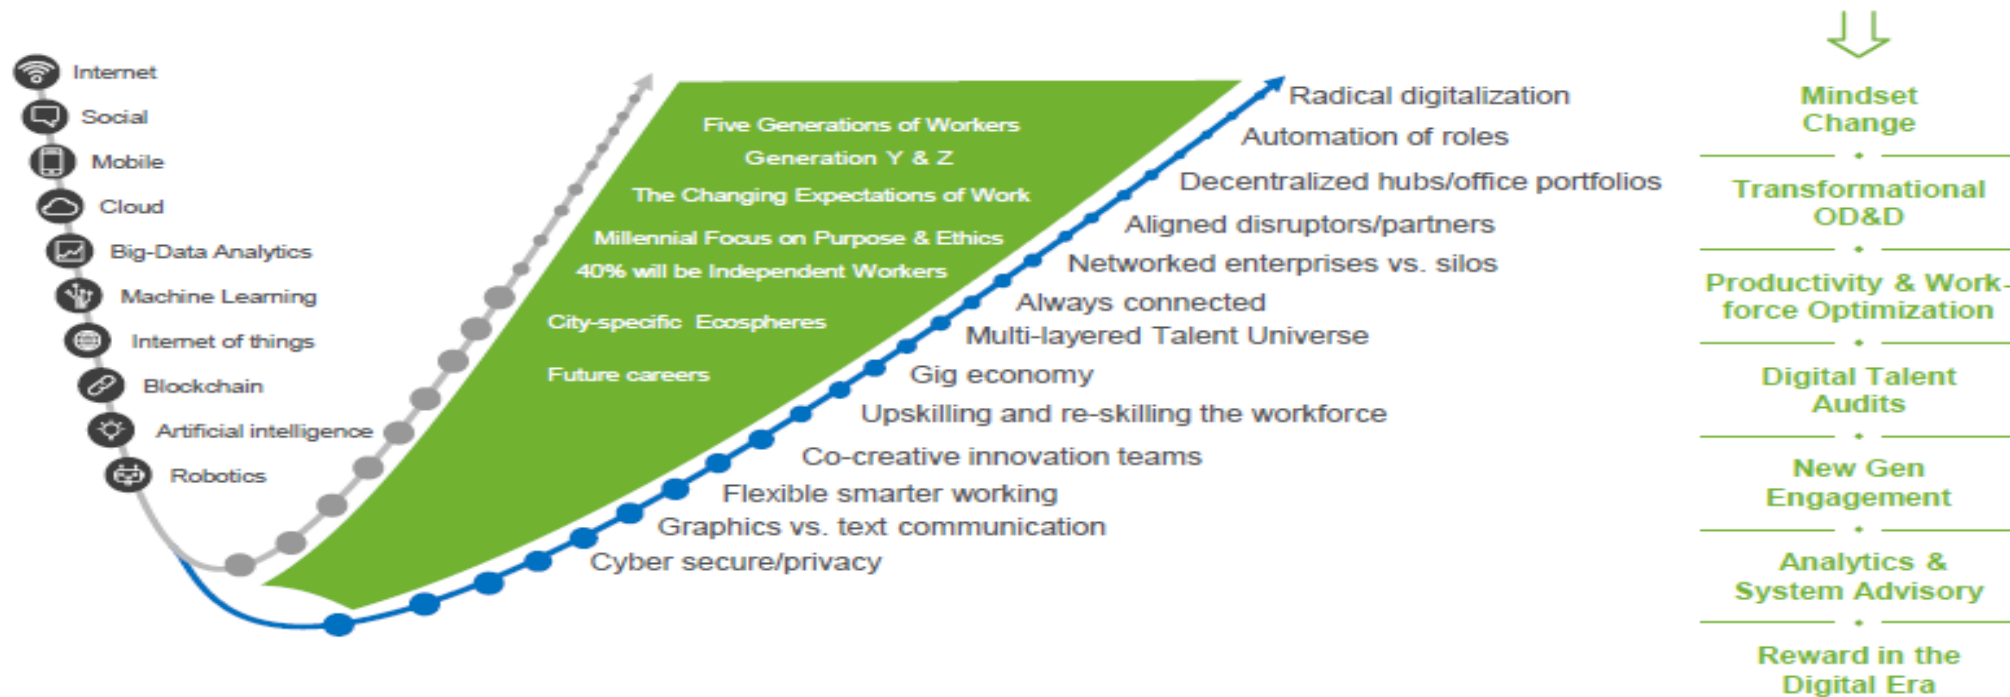 Internet
Social
Mobile
Cloud
Big-Data Analytics
Machine Learning
Internet of things
Blockchain
Artificial intelligence
Robotics
Five Generations of Workers
Generation Y & Z
The Changing Expectations of Work
Millennial Focus on Purpose & Ethics
40% will be Independent Workers
City-specific Ecospheres
Future careers
Radical digitalization
Automation of roles
Decentralized hubs/office portfolios
Aligned disruptors/partners
Networked enterprises vs. silos
Always connected
Multi-layered Talent Universe
Gig economy
Upskilling and re-skilling the workforce
Co-creative innovation teams
Flexible smarter working
Graphics vs. text communication
Cyber secure/privacy
Mindset
Change
Transformational
OD&D
Productivity & Work-
force Optimization
Digital Talent
Audits
New Gen
Engagement
Analytics &
System Advisory
Reward in the
Digital Era